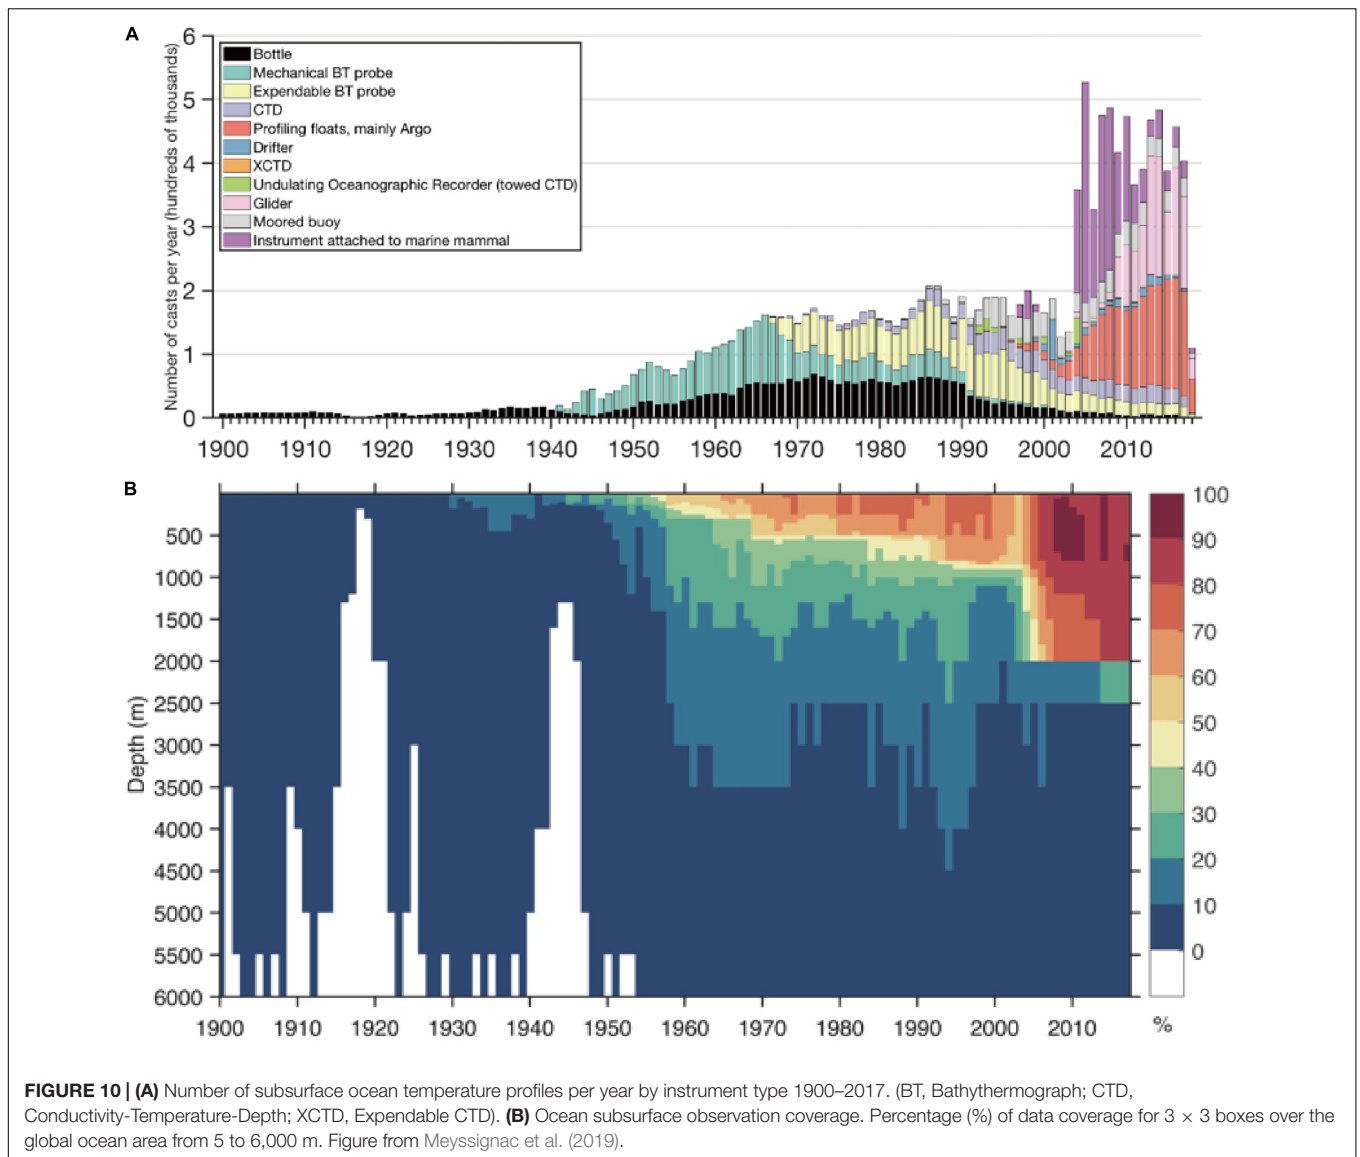 A
Number of casts per year (hundreds of thousands)
6
5
4
3
2
1
0
Bottle
Mechanical BT probe
Expendable BT probe
CTD
Profiling floats, mainly Argo
Drifter
XCTD
Undulating Oceanographic Recorder (towed CTD)
Glider
Moored buoy
Instrument attached to marine mammal
1900 1910 1920 1930 1940 1950 1960 1970 1980 1990 2000 2010
B
Depth (m)
500
1000
1500
2000
2500
3000
3500
4000
4500
5000
5500
6000
1900 1910 1920 1930 1940 1950 1960 1970 1980 1990 2000 2010
100
90
80
70
60
50
40
30
20
10
0
%
FIGURE 10 | (A) Number of subsurface ocean temperature profiles per year by instrument type 1900–2017. (BT, Bathythermograph; CTD,
Conductivity-Temperature-Depth; XCTD, Expendable CTD). (B) Ocean subsurface observation coverage. Percentage (%) of data coverage for 3 × 3 boxes over the
global ocean area from 5 to 6,000 m. Figure from Meyssignac et al. (2019).